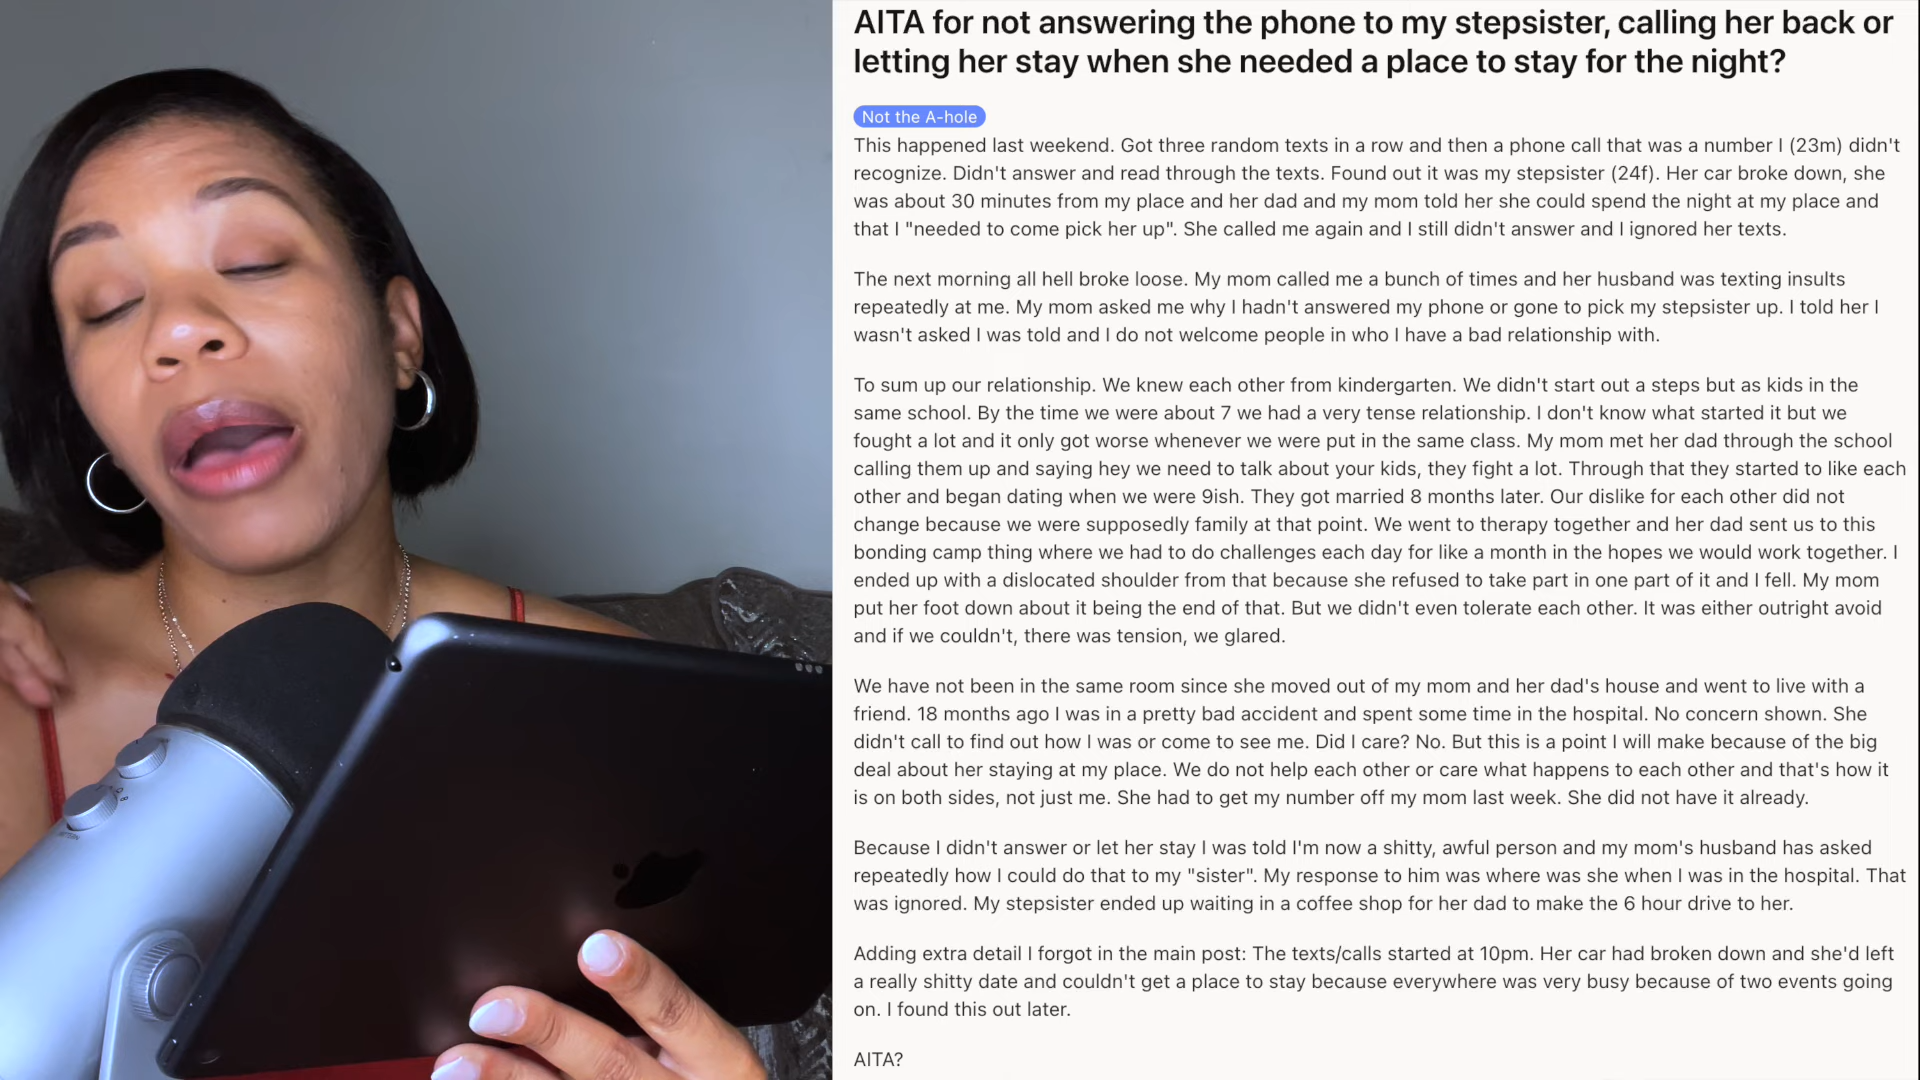 AITA for not answering the phone to my stepsister, calling her back or
letting her stay when she needed a place to stay for the night?
Not the A-hole
This happened last weekend. Got three random texts in a row and then a phone call that was a number I (23m) didn't
recognize. Didn't answer and read through the texts. Found out it was my stepsister (24f). Her car broke down, she
was about 30 minutes from my place and her dad and my mom told her she could spend the night at my place and
that I "needed to come pick her up". She called me again and I still didn't answer and I ignored her texts.
The next morning all hell broke loose. My mom called me a bunch of times and her husband was texting insults
repeatedly at me. My mom asked me why I hadn't answered my phone or gone to pick my stepsister up. I told her I
wasn't asked I was told and I do not welcome people in who I have a bad relationship with.
To sum up our relationship. We knew each other from kindergarten. We didn't start out a steps but as kids in the
same school. By the time we were about 7 we had a very tense relationship. I don't know what started it but we
fought a lot and it only got worse whenever we were put in the same class. My mom met her dad through the school
calling them up and saying hey we need to talk about your kids, they fight a lot. Through that they started to like each
other and began dating when we were 9ish. They got married 8 months later. Our dislike for each other did not
change because we were supposedly family at that point. We went to therapy together and her dad sent us to this
bonding camp thing where we had to do challenges each day for like a month in the hopes we would work together. I
ended up with a dislocated shoulder from that because she refused to take part in one part of it and I fell. My mom
put her foot down about it being the end of that. But we didn't even tolerate each other. It was either outright avoid
and if we couldn't, there was tension, we glared.
We have not been in the same room since she moved out of my mom and her dad's house and went to live with a
friend. 18 months ago I was in a pretty bad accident and spent some time in the hospital. No concern shown. She
didn't call to find out how I was or come to see me. Did I care? No. But this is a point I will make because of the big
deal about her staying at my place. We do not help each other or care what happens to each other and that's how it
is on both sides, not just me. She had to get my number off my mom last week. She did not have it already.
Because I didn't answer or let her stay I was told I'm now a shitty, awful person and my mom's husband has asked
repeatedly how I could do that to my "sister". My response to him was where was she when I was in the hospital. That
was ignored. My stepsister ended up waiting in a coffee shop for her dad to make the 6 hour drive to her.
Adding extra detail I forgot in the main post: The texts/calls started at 10pm. Her car had broken down and she'd left
a really shitty date and couldn't get a place to stay because everywhere was very busy because of two events going
on. I found this out later.
AITA?